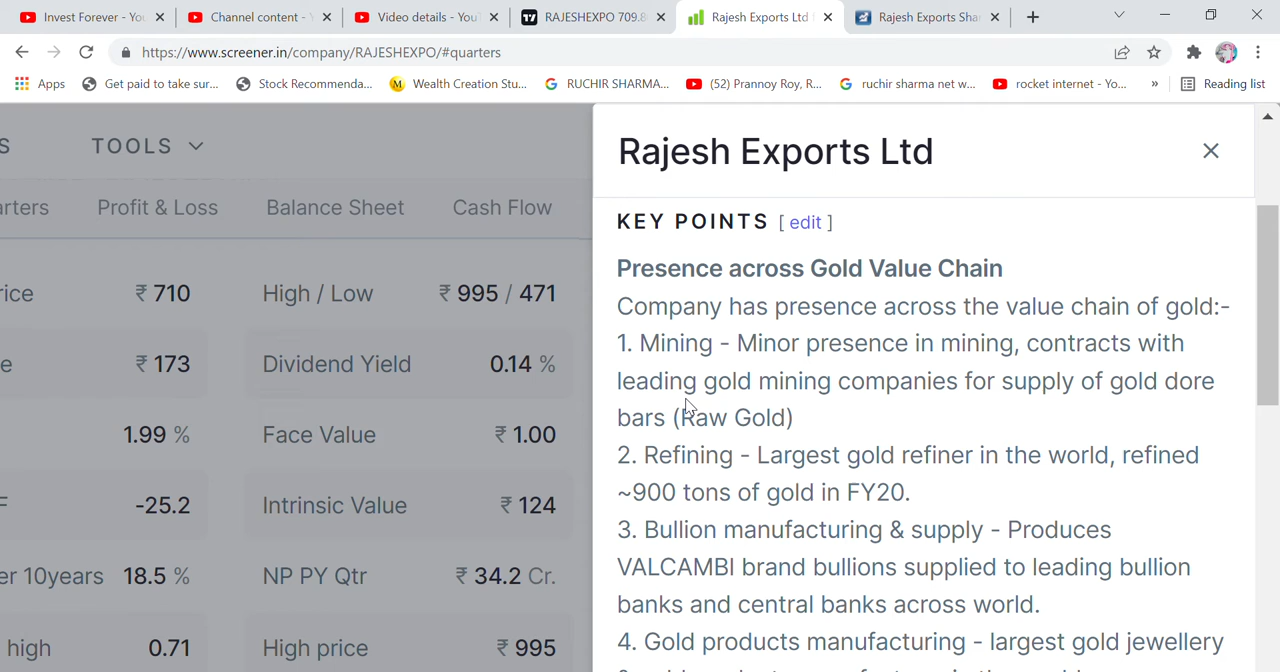 Invest Forever - You
Channel content - Y
Video details - YouT
RAJESHEXPO 709.8
Rajesh Exports Ltd
Rajesh Exports Sha
https://www.screener.in/company/RAJESHEXPO/#quarters
Apps
Get paid to take sur...
Stock Recommenda...
Wealth Creation Stu...
RUCHIR SHARMA...
(52) Prannoy Roy, R...
ruchir sharma net w...
rocket internet - Yo...
»
Reading list
S
TOOLS
arters
Profit & Loss
Balance Sheet
Cash Flow
rice ₹ 710
High / Low ₹ 995 / 471
e ₹ 173
Dividend Yield 0.14 %
1.99 %
Face Value ₹ 1.00
F -25.2
Intrinsic Value ₹ 124
er 10years 18.5 %
NP PY Qtr ₹ 34.2 Cr.
high 0.71
High price ₹ 995
Rajesh Exports Ltd
KEY POINTS [ edit ]
Presence across Gold Value Chain
Company has presence across the value chain of gold:-
1. Mining - Minor presence in mining, contracts with
leading gold mining companies for supply of gold dore
bars (Raw Gold)
2. Refining - Largest gold refiner in the world, refined
~900 tons of gold in FY20.
3. Bullion manufacturing & supply - Produces
VALCAMBI brand bullions supplied to leading bullion
banks and central banks across world.
4. Gold products manufacturing - largest gold jewellery